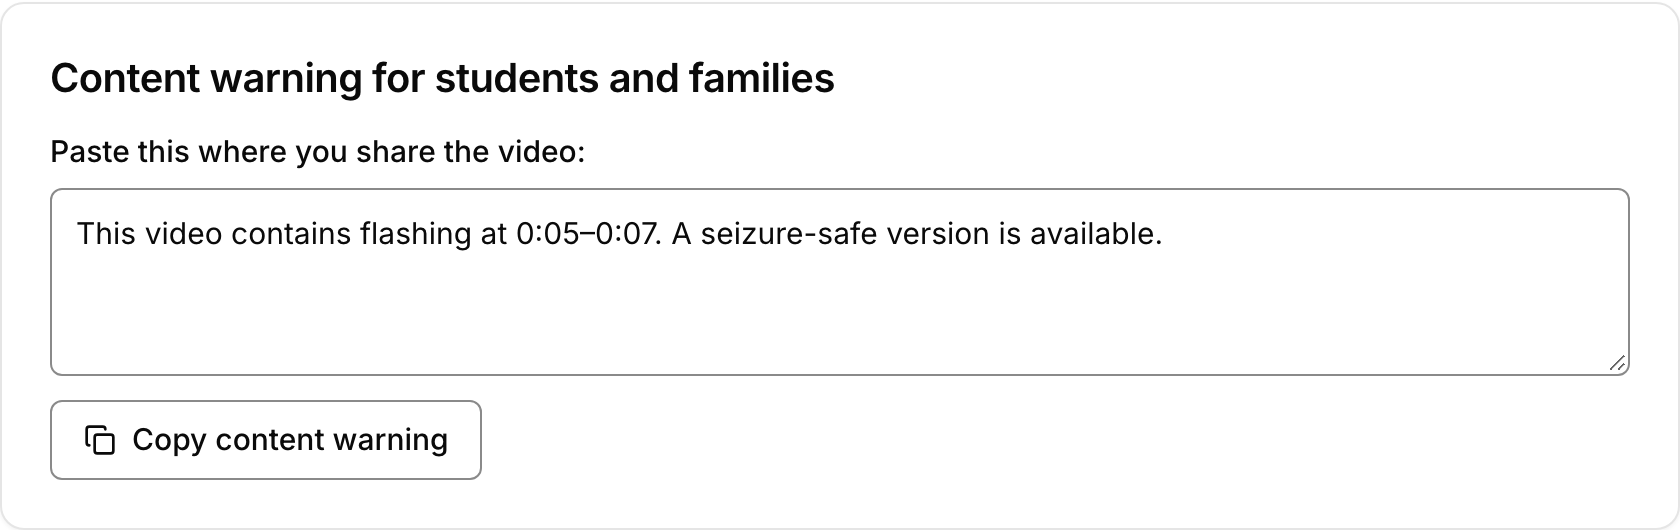 Content warning for students and families
Paste this where you share the video:
This video contains flashing at 0:05–0:07. A seizure-safe version is available.
Copy content warning